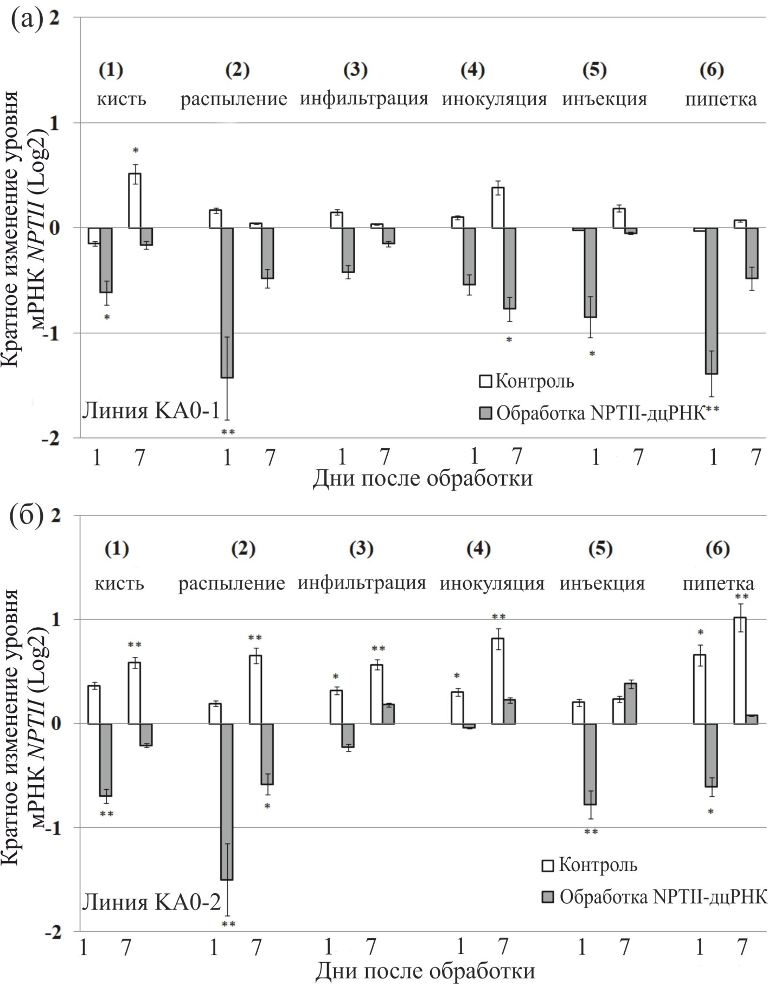 (а) 2
(1) (2) (3) (4) (5) (6)
кисть распыление инфильтрация инокуляция инъекция пипетка
Кратное изменение уровня
мРНК NPTII (Log2)
1
*
0
*
-1
*
*
Контроль
Линия KA0-1
Обработка NPTII-дцРНК**
**
-2
1 7 1 7 1 7 1 7 1 7 1 7
Дни после обработки
(б) 2
(1) (2) (3) (4) (5) (6)
кисть распыление инфильтрация инокуляция инъекция пипетка
Кратное изменение уровня
мРНК NPTII (Log2)
**
1
**
*
** ** **
* *
0
*
** *
-1
**
Контроль
Линия KA0-2
Обработка NPTII-дцРНК
**
-2
1 7 1 7 1 7 1 7 1 7 1 7
Дни после обработки